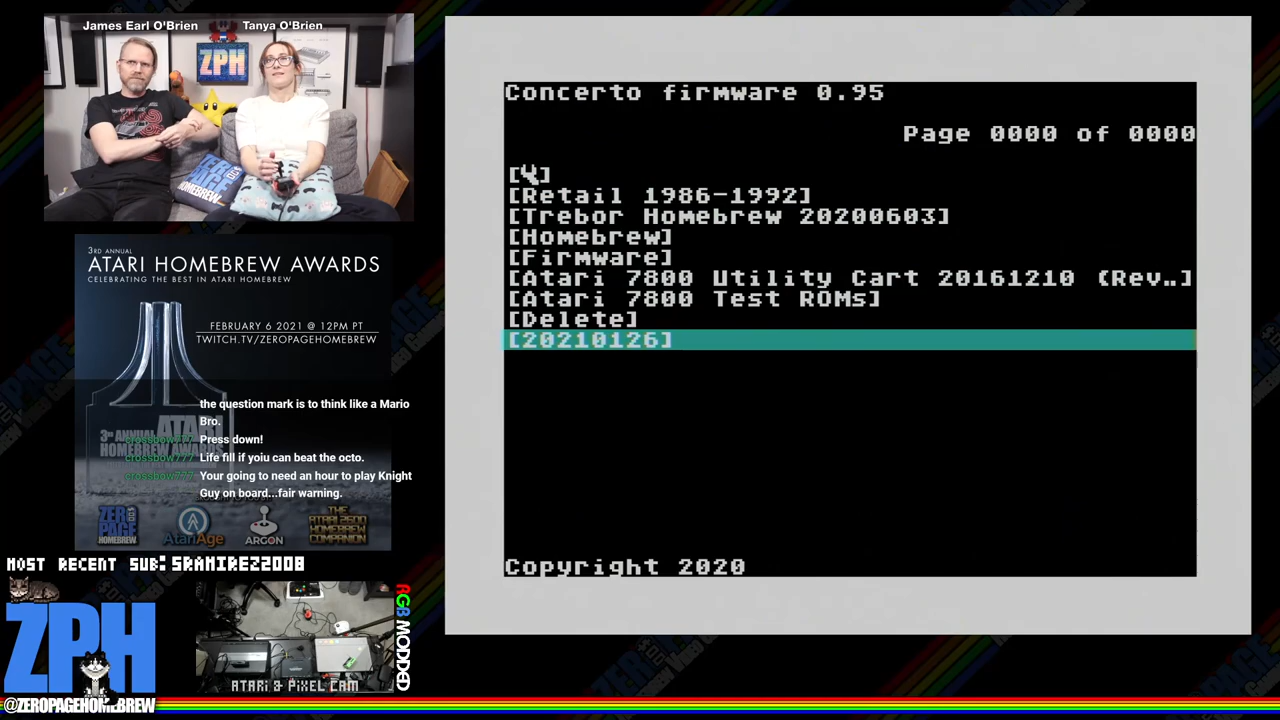 James Earl O'Brien
Tanya O'Brien
ZPH
3RD ANNUAL
ATARI HOMEBREW AWARDS
CELEBRATING THE BEST IN ATARI HOMEBREW
FEBRUARY 6 2021 @ 12PM PT
TWITCH.TV/ZEROPAGEHOMEBREW
the question mark is to think like a Mario
Bro.
crossbow777 Press down!
crossbow777 Life fill if yoiu can beat the octo.
crossbow777 Your going to need an hour to play Knight
Guy on board...fair warning.
ZERO
PAGE
HOMEBREW
AtariAge
ARGON
THE
ATARI 2600
HOMEBREW
COMPANION
MOST RECENT SUB: SRAMIREZ2008
ZPH
@ZEROPAGEHOMEBREW
ATARI & PIXEL CAM
RGB MODDED
Concerto firmware 0.95
Page 0000 of 0000
[Retail 1986-1992]
[Trebor Homebrew 20200603]
[Homebrew]
[Firmware]
[Atari 7800 Utility Cart 20161210 (Rev..]
[Atari 7800 Test ROMs]
[Delete]
[20210126]
Copyright 2020